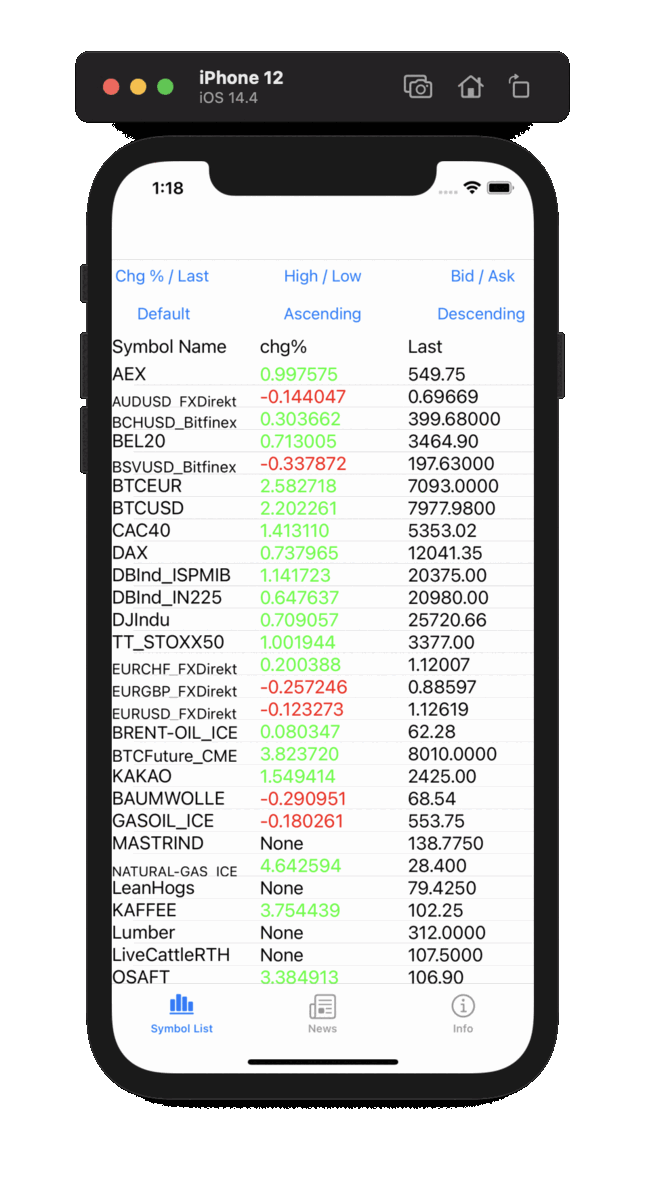 iPhone 12
iOS 14.4
1:18
Chg % / Last High / Low Bid / Ask
Default Ascending Descending
Symbol Name chg% Last
AEX 0.997575 549.75
AUDUSD_FXDirekt -0.144047 0.69669
BCHUSD_Bitfinex 0.303662 399.68000
BEL20 0.713005 3464.90
BSVUSD_Bitfinex -0.337872 197.63000
BTCEUR 2.582718 7093.0000
BTCUSD 2.202261 7977.9800
CAC40 1.413110 5353.02
DAX 0.737965 12041.35
DBInd_ISPMIB 1.141723 20375.00
DBInd_IN225 0.647637 20980.00
DJIndu 0.709057 25720.66
TT_STOXX50 1.001944 3377.00
EURCHF_FXDirekt 0.200388 1.12007
EURGBP_FXDirekt -0.257246 0.88597
EURUSD_FXDirekt -0.123273 1.12619
BRENT-OIL_ICE 0.080347 62.28
BTCFuture_CME 3.823720 8010.0000
KAKAO 1.549414 2425.00
BAUMWOLLE -0.290951 68.54
GASOIL_ICE -0.180261 553.75
MASTRIND None 138.7750
NATURAL-GAS_ICE 4.642594 28.400
LeanHogs None 79.4250
KAFFEE 3.754439 102.25
Lumber None 312.0000
LiveCattleRTH None 107.5000
OSAFT 3.384913 106.90
Symbol List News Info